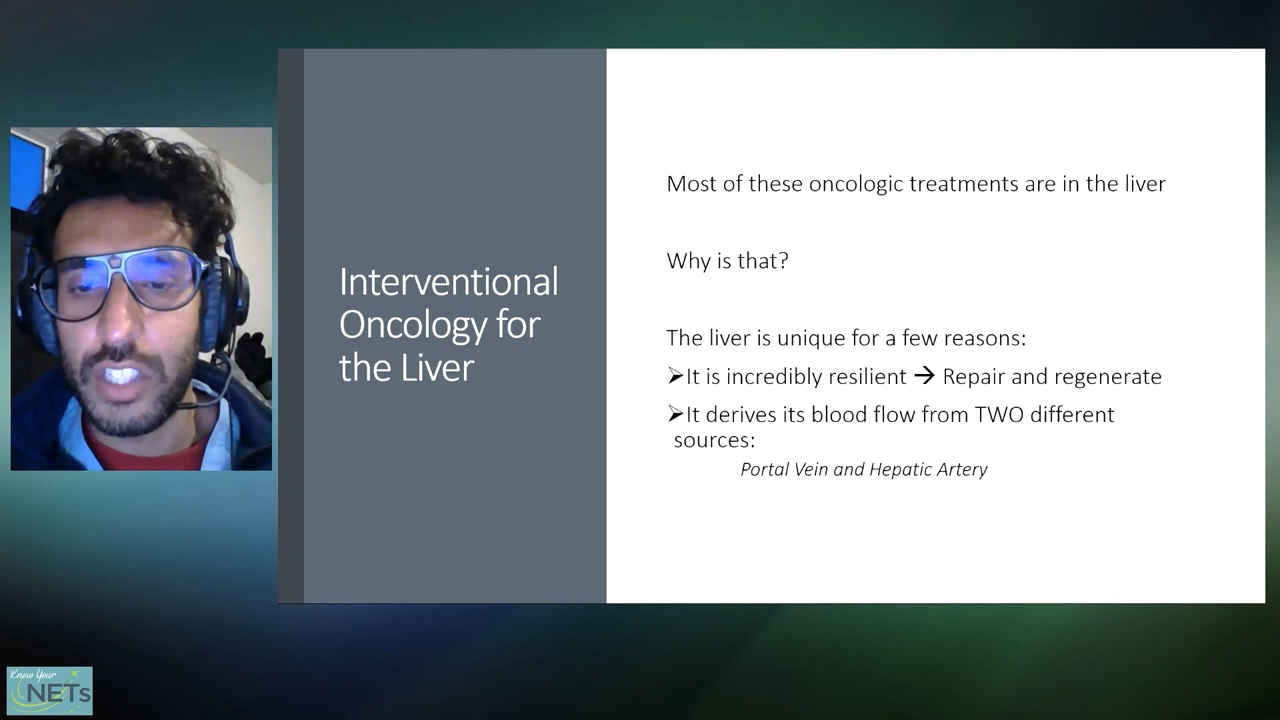 Interventional
Oncology for
the Liver
Most of these oncologic treatments are in the liver
Why is that?
The liver is unique for a few reasons:
➢It is incredibly resilient → Repair and regenerate
➢It derives its blood flow from TWO different
sources:
Portal Vein and Hepatic Artery
Know Your
NETs